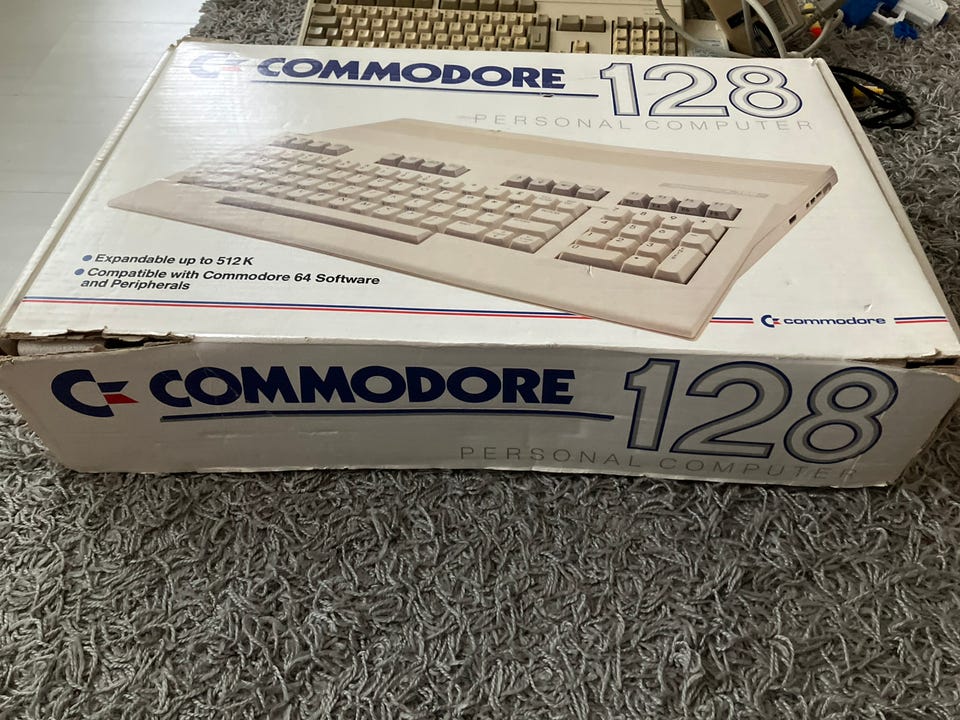 COMMODORE 128
PERSONAL COMPUTER
Expandable up to 512K
Compatible with Commodore 64 Software
and Peripherals
commodore
COMMODORE 128
PERSONAL COMPUTER